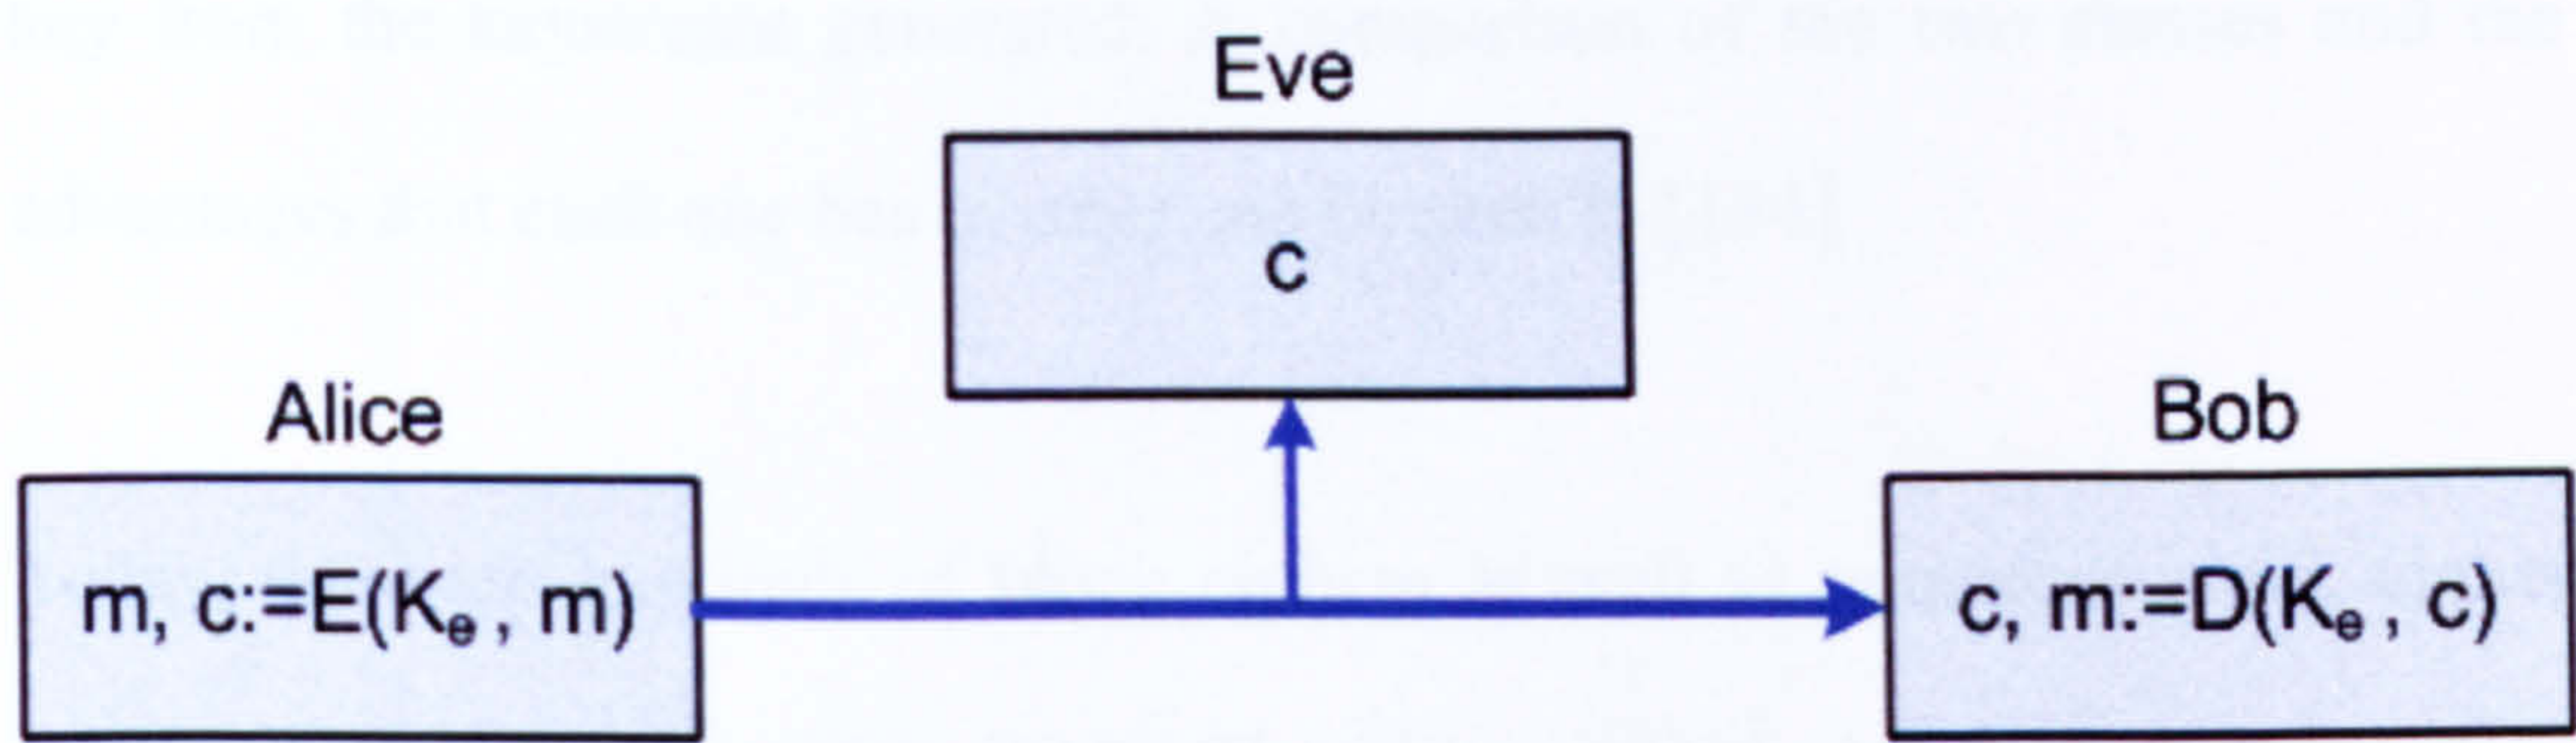 Eve
c
Alice
m, c:=E(Kₑ , m)
Bob
c, m:=D(Kₑ , c)